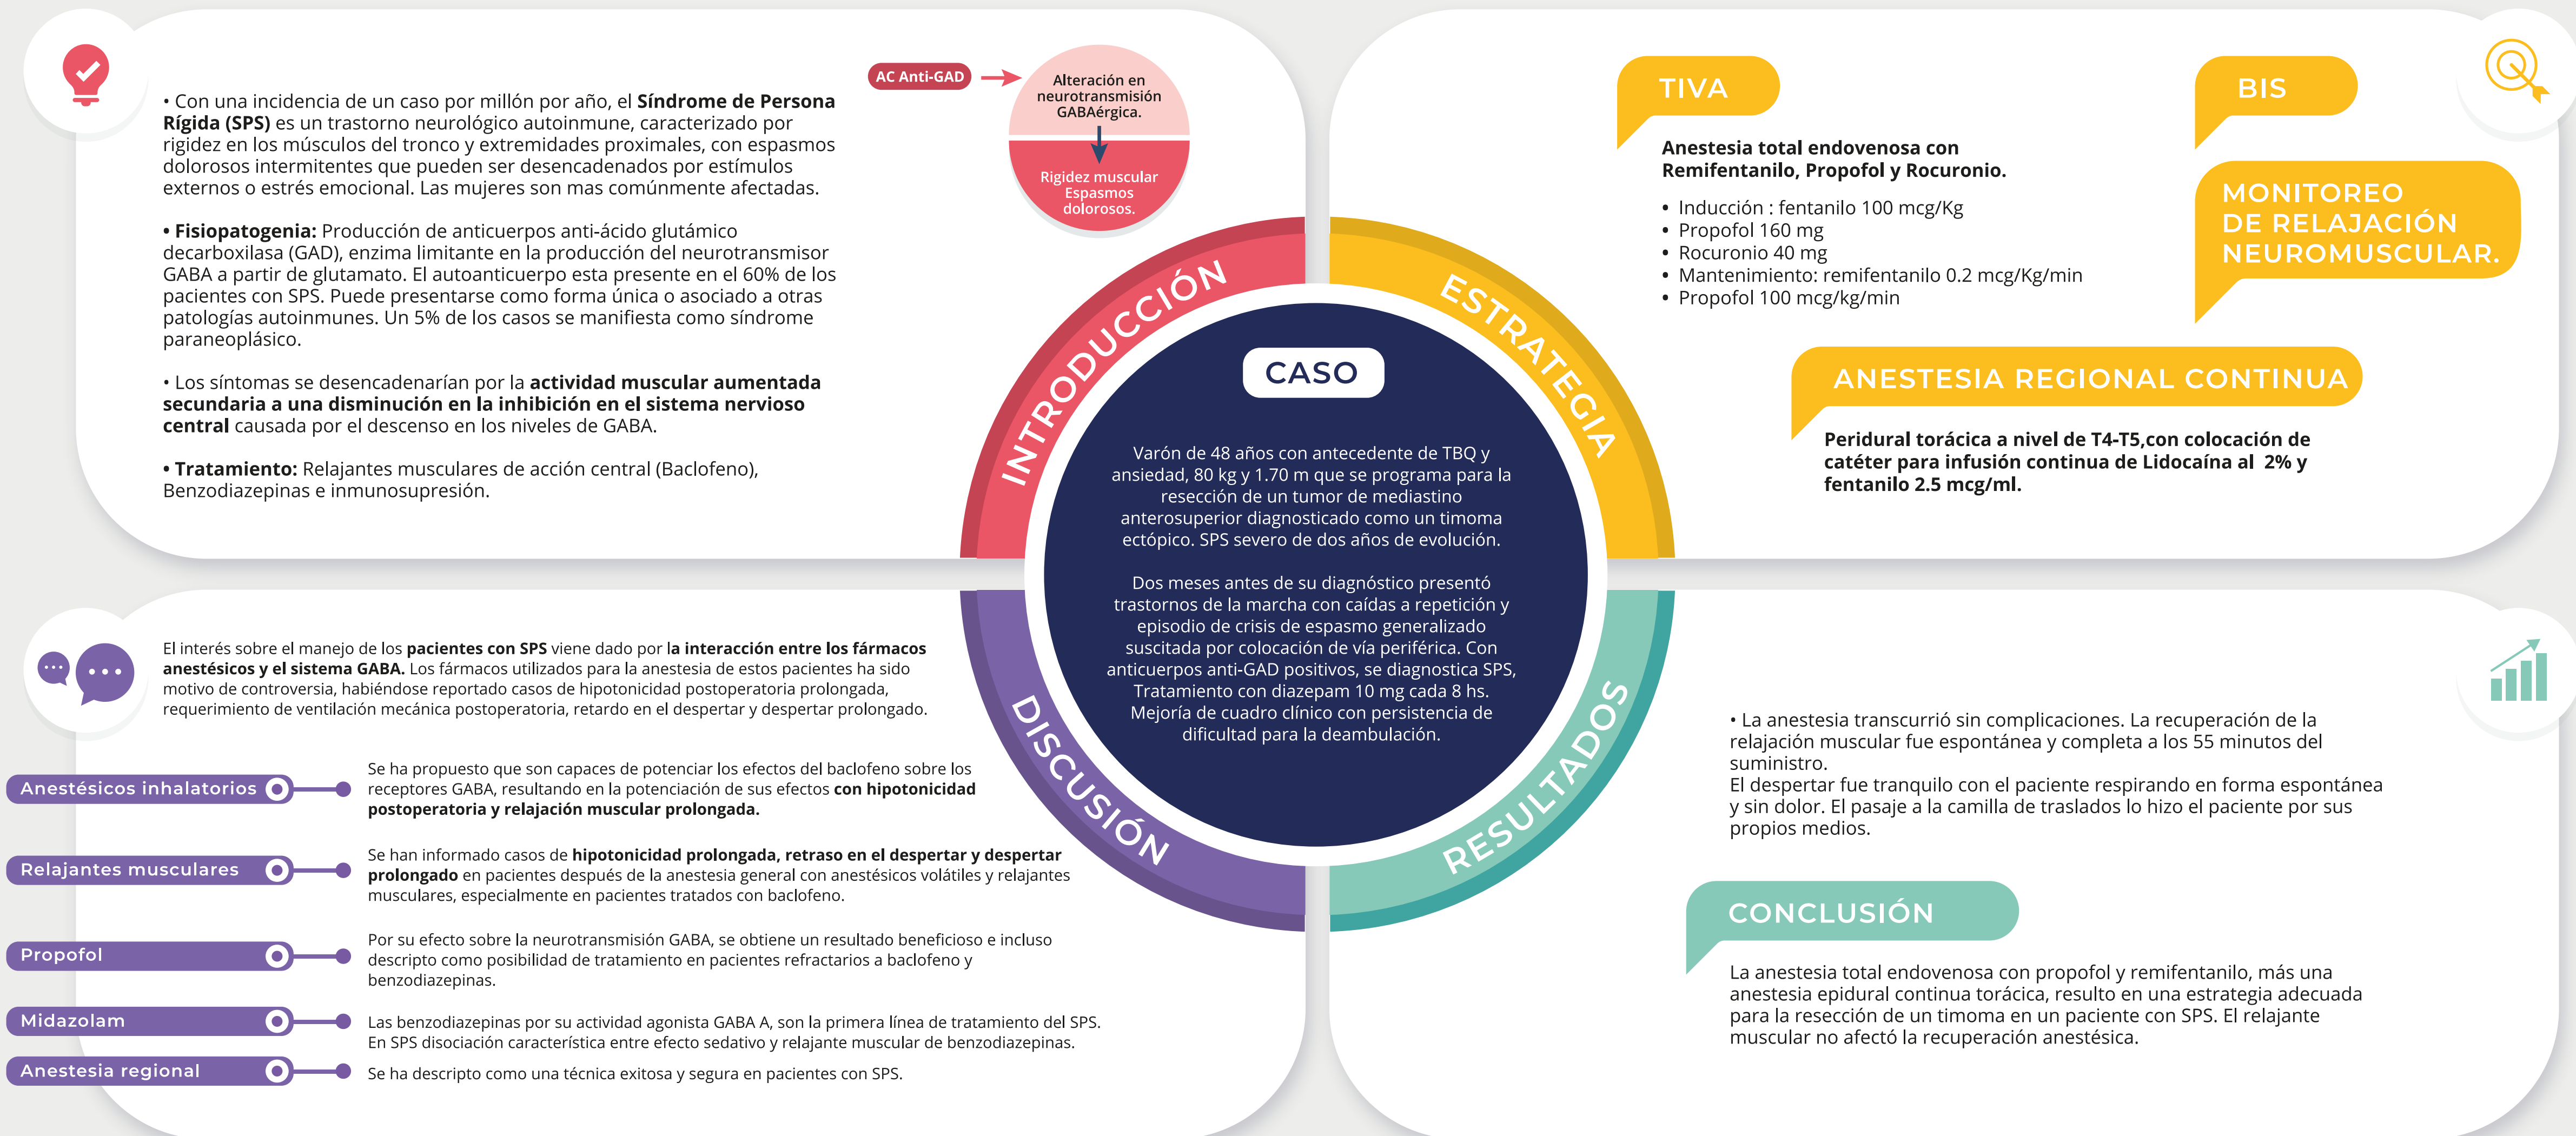 • Con una incidencia de un caso por millón por año, el Síndrome de Persona
Rígida (SPS) es un trastorno neurológico autoinmune, caracterizado por
rigidez en los músculos del tronco y extremidades proximales, con espasmos
dolorosos intermitentes que pueden ser desencadenados por estímulos
externos o estrés emocional. Las mujeres son mas comúnmente afectadas.
• Fisiopatogenia: Producción de anticuerpos anti-ácido glutámico
decarboxilasa (GAD), enzima limitante en la producción del neurotransmisor
GABA a partir de glutamato. El autoanticuerpo esta presente en el 60% de los
pacientes con SPS. Puede presentarse como forma única o asociado a otras
patologías autoinmunes. Un 5% de los casos se manifiesta como síndrome
paraneoplásico.
• Los síntomas se desencadenarían por la actividad muscular aumentada
secundaria a una disminución en la inhibición en el sistema nervioso
central causada por el descenso en los niveles de GABA.
• Tratamiento: Relajantes musculares de acción central (Baclofeno),
Benzodiazepinas e inmunosupresión.
AC Anti-GAD
Alteración en
neurotransmisión
GABAérgica.
Rigidez muscular
Espasmos
dolorosos.
INTRODUCCIÓN
ESTRATEGIA
TIVA
Anestesia total endovenosa con
Remifentanilo, Propofol y Rocuronio.
• Inducción : fentanilo 100 mcg/Kg
• Propofol 160 mg
• Rocuronio 40 mg
• Mantenimiento: remifentanilo 0.2 mcg/Kg/min
• Propofol 100 mcg/kg/min
BIS
MONITOREO
DE RELAJACIÓN
NEUROMUSCULAR.
ANESTESIA REGIONAL CONTINUA
Peridural torácica a nivel de T4-T5,con colocación de
catéter para infusión continua de Lidocaína al 2% y
fentanilo 2.5 mcg/ml.
CASO
Varón de 48 años con antecedente de TBQ y
ansiedad, 80 kg y 1.70 m que se programa para la
resección de un tumor de mediastino
anterosuperior diagnosticado como un timoma
ectópico. SPS severo de dos años de evolución.
Dos meses antes de su diagnóstico presentó
trastornos de la marcha con caídas a repetición y
episodio de crisis de espasmo generalizado
suscitada por colocación de vía periférica. Con
anticuerpos anti-GAD positivos, se diagnostica SPS,
Tratamiento con diazepam 10 mg cada 8 hs.
Mejoría de cuadro clínico con persistencia de
dificultad para la deambulación.
DISCUSIÓN
RESULTADOS
El interés sobre el manejo de los pacientes con SPS viene dado por la interacción entre los fármacos
anestésicos y el sistema GABA. Los fármacos utilizados para la anestesia de estos pacientes ha sido
motivo de controversia, habiéndose reportado casos de hipotonicidad postoperatoria prolongada,
requerimiento de ventilación mecánica postoperatoria, retardo en el despertar y despertar prolongado.
Anestésicos inhalatorios
Se ha propuesto que son capaces de potenciar los efectos del baclofeno sobre los
receptores GABA, resultando en la potenciación de sus efectos con hipotonicidad
postoperatoria y relajación muscular prolongada.
Relajantes musculares
Se han informado casos de hipotonicidad prolongada, retraso en el despertar y despertar
prolongado en pacientes después de la anestesia general con anestésicos volátiles y relajantes
musculares, especialmente en pacientes tratados con baclofeno.
Propofol
Por su efecto sobre la neurotransmisión GABA, se obtiene un resultado beneficioso e incluso
descripto como posibilidad de tratamiento en pacientes refractarios a baclofeno y
benzodiazepinas.
Midazolam
Las benzodiazepinas por su actividad agonista GABA A, son la primera línea de tratamiento del SPS.
En SPS disociación característica entre efecto sedativo y relajante muscular de benzodiazepinas.
Anestesia regional
Se ha descripto como una técnica exitosa y segura en pacientes con SPS.
• La anestesia transcurrió sin complicaciones. La recuperación de la
relajación muscular fue espontánea y completa a los 55 minutos del
suministro.
El despertar fue tranquilo con el paciente respirando en forma espontánea
y sin dolor. El pasaje a la camilla de traslados lo hizo el paciente por sus
propios medios.
CONCLUSIÓN
La anestesia total endovenosa con propofol y remifentanilo, más una
anestesia epidural continua torácica, resulto en una estrategia adecuada
para la resección de un timoma en un paciente con SPS. El relajante
muscular no afectó la recuperación anestésica.